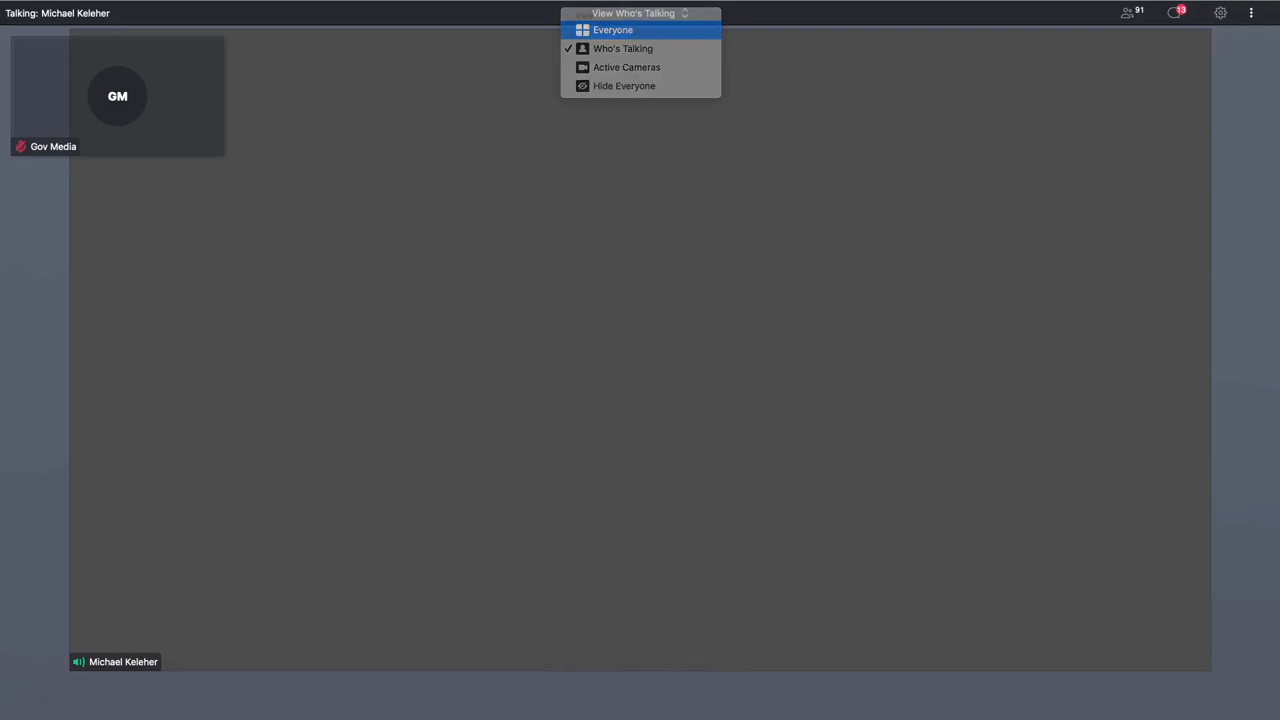 Talking: Michael Keleher
View Who's Talking
91
13
Everyone
Who's Talking
Active Cameras
Hide Everyone
GM
Gov Media
Michael Keleher